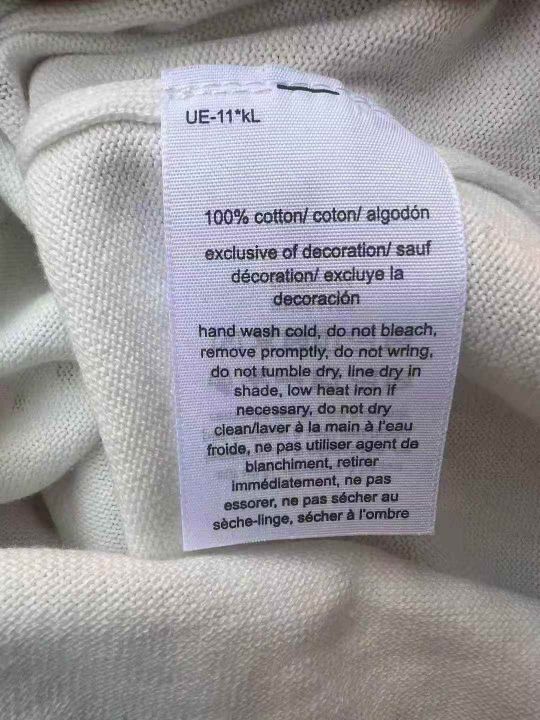 UE-11*kL
100% cotton/ coton/ algodón
exclusive of decoration/ sauf
décoration/ excluye la
decoración
hand wash cold, do not bleach,
remove promptly, do not wring,
do not tumble dry, line dry in
shade, low heat iron if
necessary, do not dry
clean/laver à la main à l'eau
froide, ne pas utiliser agent de
blanchiment, retirer
immédiatement, ne pas
essorer, ne pas sécher au
sèche-linge, sécher à l'ombre